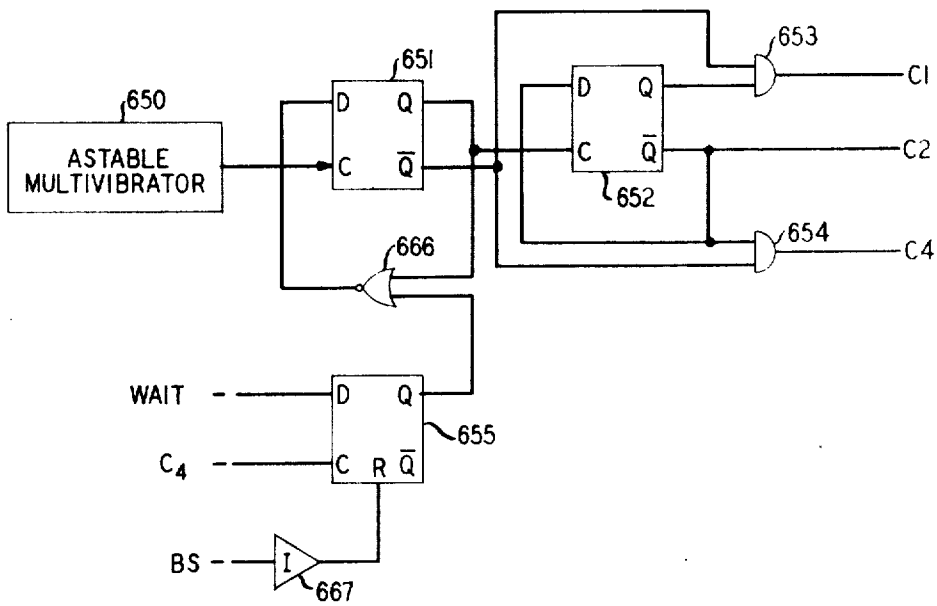 653
651
C1
650
D Q
D Q
ASTABLE
MULTIVIBRATOR
C Q̅
C Q̅
C2
652
654
666
C4
WAIT
D Q
655
C₄
C R Q̅
BS
I
667